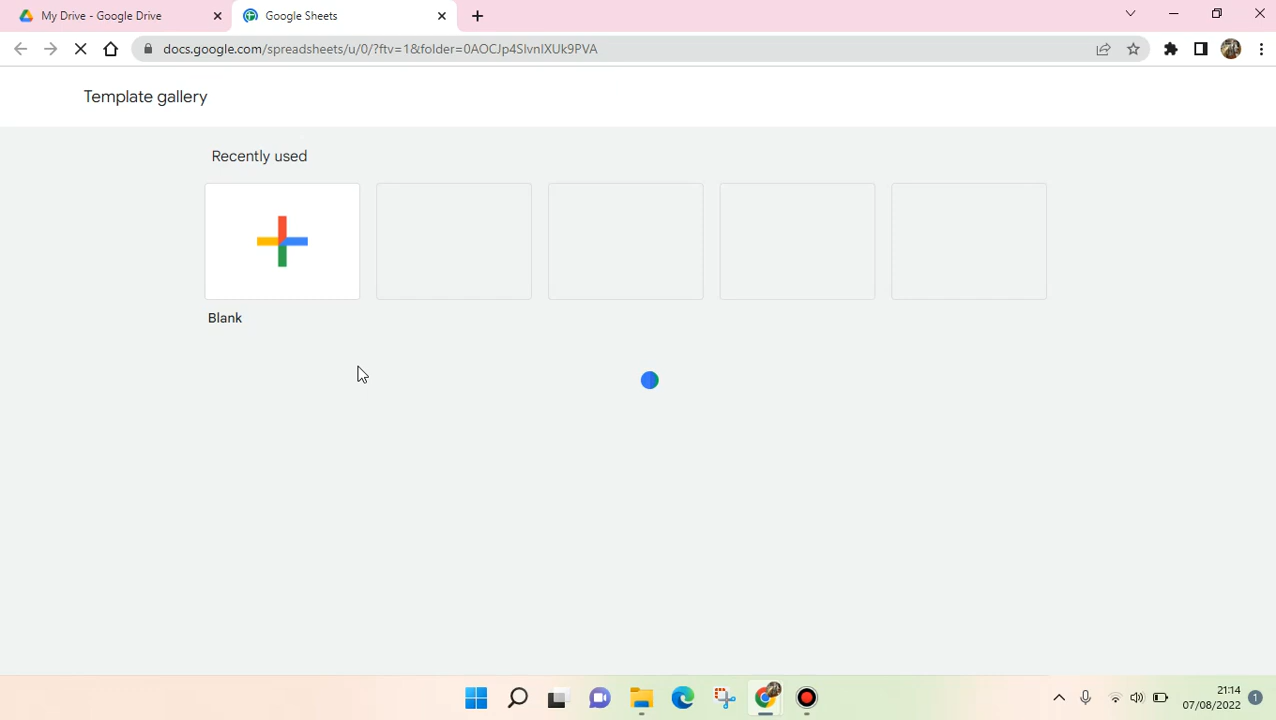 My Drive - Google Drive
Google Sheets
docs.google.com/spreadsheets/u/0/?ftv=1&folder=0AOCJp4SlvnIXUk9PVA
Template gallery
Recently used
Blank
21:14
07/08/2022
1